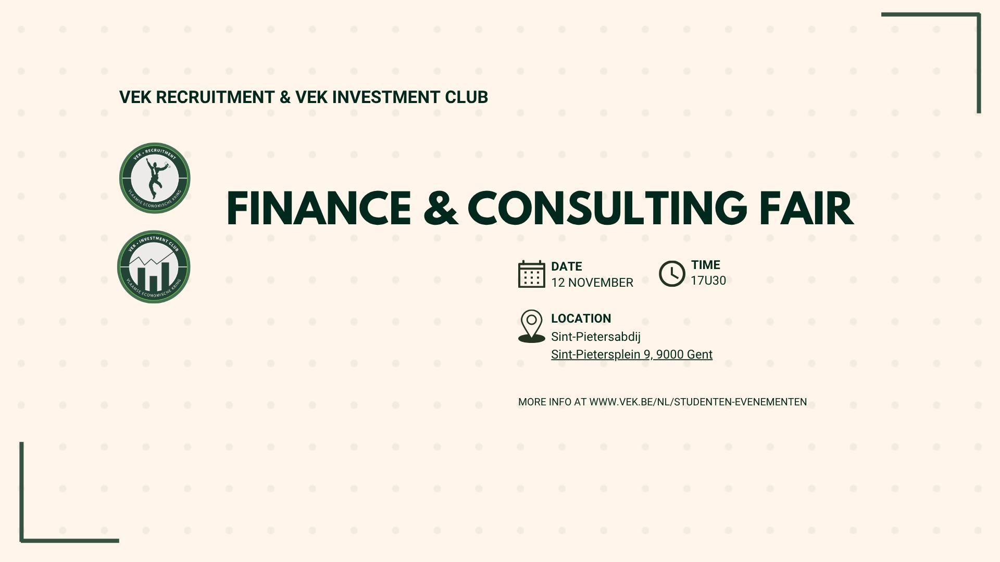 VEK RECRUITMENT & VEK INVESTMENT CLUB
VEK • RECRUITMENT
VLAAMSE ECONOMISCHE KRING
FINANCE & CONSULTING FAIR
VEK • INVESTMENT CLUB
VLAAMSE ECONOMISCHE KRING
DATE
12 NOVEMBER
TIME
17U30
LOCATION
Sint-Pietersabdij
Sint-Pietersplein 9, 9000 Gent
MORE INFO AT WWW.VEK.BE/NL/STUDENTEN-EVENEMENTEN